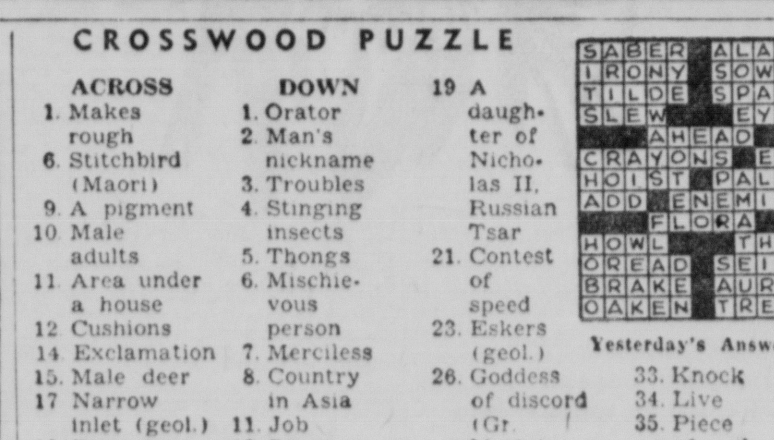 CROSSWOOD PUZZLE
ACROSS
1. Makes
rough
6. Stitchbird
(Maori)
9. A pigment
10. Male
adults
11. Area under
a house
12. Cushions
14. Exclamation
15. Male deer
17 Narrow
inlet (geol.)
DOWN
1. Orator
2. Man's
nickname
3. Troubles
4. Stinging
insects
5. Thongs
6. Mischie-
vous
person
7. Merciless
8. Country
in Asia
11. Job
19 A
daugh-
ter of
Nicho-
las II,
Russian
Tsar
21. Contest
of
speed
23. Eskers
(geol.)
26. Goddess
of discord
(Gr.
SABER ALA
IRONY SOW
TILDE SPA
SLEW EY
AHEAD
CRAYONS E
HOIST PAL
ADD ENEMI
FLORA
HOWL TH
OREAD SEI
BRAKE AUR
OAKEN TRE
Yesterday's Answ
33. Knock
34. Live
35. Piece